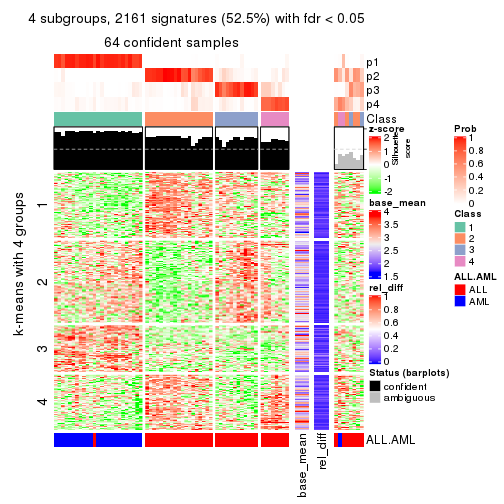 4 subgroups, 2161 signatures (52.5%) with fdr < 0.05
64 confident samples
p1
p2
p3
p4
Class
Silhouette
score
k-means with 4 groups
1
2
3
4
ALL.AML
base_mean
rel_diff
z-score
2
1
0
-1
-2
base_mean
4
3.5
3
2.5
2
1.5
rel_diff
1
0.8
0.6
0.4
0.2
0
Status (barplots)
confident
ambiguous
Prob
1
0.8
0.6
0.4
0.2
0
Class
1
2
3
4
ALL.AML
ALL
AML